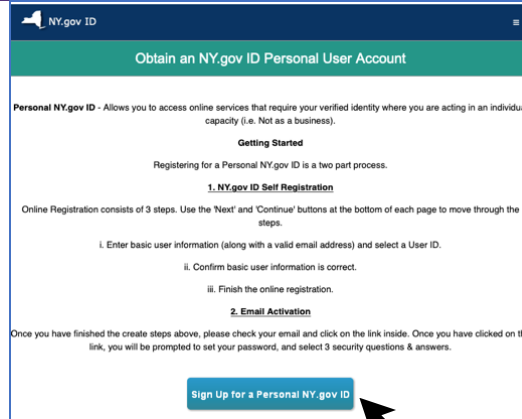 NY.gov ID
Obtain an NY.gov ID Personal User Account
Personal NY.gov ID - Allows you to access online services that require your verified identity where you are acting in an individua
capacity (i.e. Not as a business).
Getting Started
Registering for a Personal NY.gov ID is a two part process.
1. NY.gov ID Self Registration
Online Registration consists of 3 steps. Use the 'Next' and 'Continue' buttons at the bottom of each page to move through the
steps.
i. Enter basic user information (along with a valid email address) and select a User ID.
ii. Confirm basic user information is correct.
iii. Finish the online registration.
2. Email Activation
Once you have finished the create steps above, please check your email and click on the link inside. Once you have clicked on th
link, you will be prompted to set your password, and select 3 security questions & answers.
Sign Up for a Personal NY.gov ID